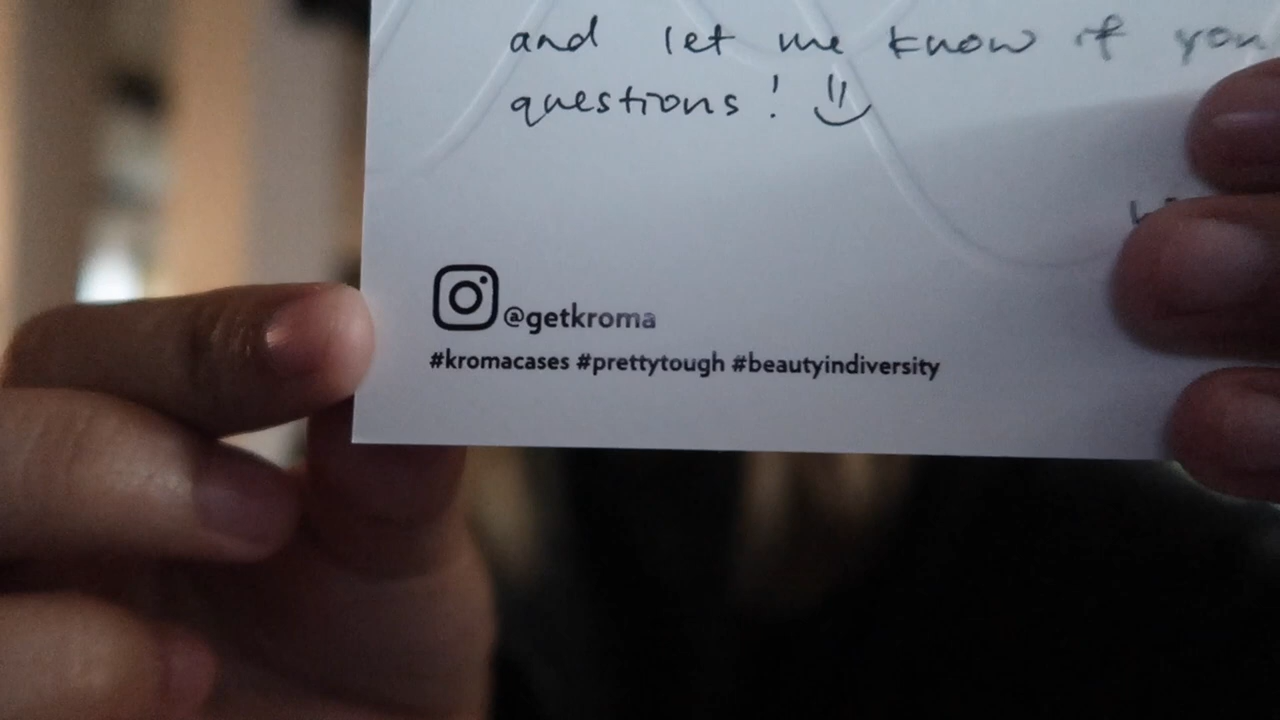 and let me know if you
questions!
@getkroma
#kromacases #prettytough #beautyindiversity